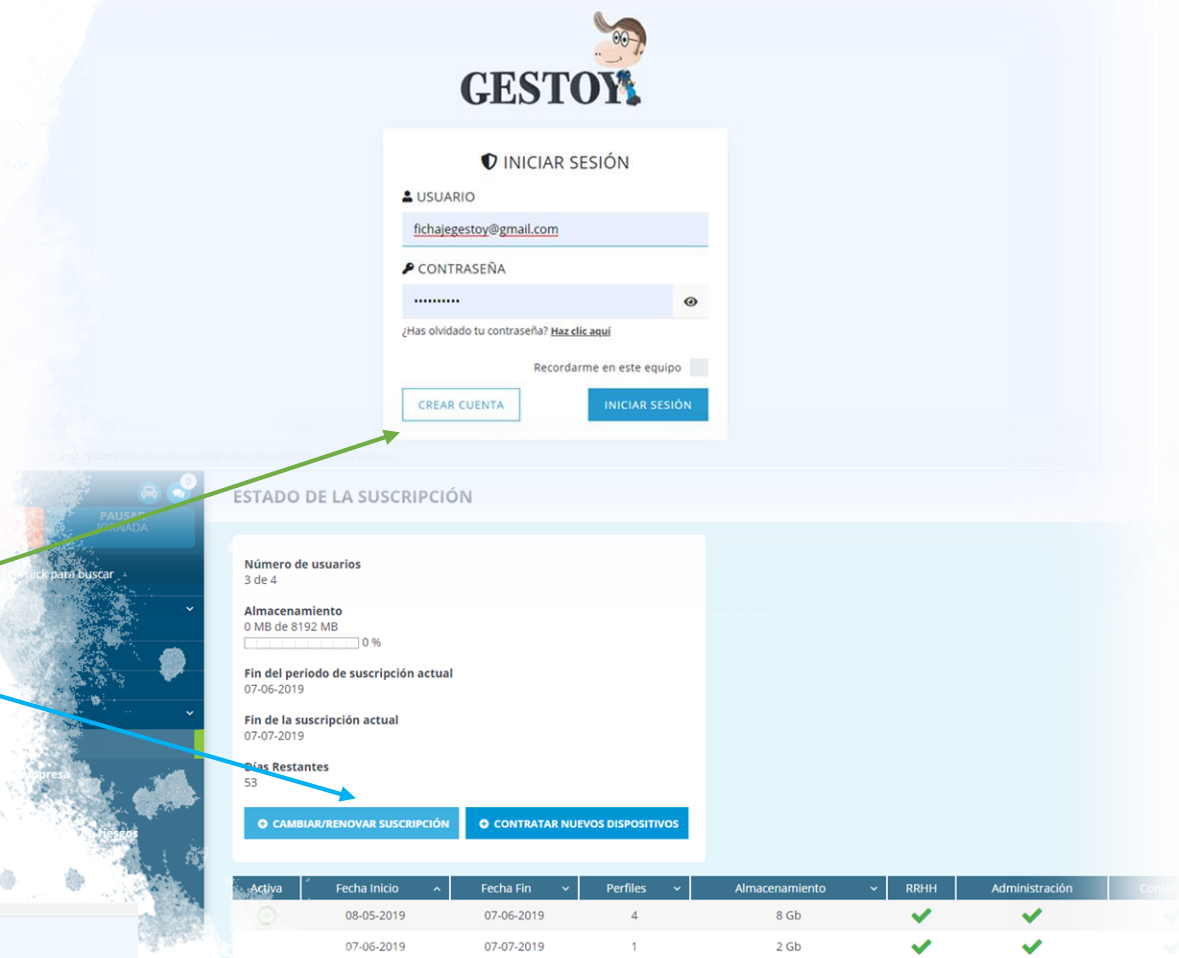 GESTOY
INICIAR SESIÓN
USUARIO
fichajegestoy@gmail.com
CONTRASEÑA
••••••••••
¿Has olvidado tu contraseña? Haz clic aquí
Recordarme en este equipo
CREAR CUENTA
INICIAR SESIÓN
0
PAUSAR
JORNADA
para buscar
ESTADO DE LA SUSCRIPCIÓN
Número de usuarios
3 de 4
Almacenamiento
0 MB de 8192 MB
0 %
Fin del periodo de suscripción actual
07-06-2019
Fin de la suscripción actual
07-07-2019
Días Restantes
53
CAMBIAR/RENOVAR SUSCRIPCIÓN
CONTRATAR NUEVOS DISPOSITIVOS
Activa Fecha Inicio Fecha Fin Perfiles Almacenamiento RRHH Administración
08-05-2019 07-06-2019 4 8 Gb
07-06-2019 07-07-2019 1 2 Gb